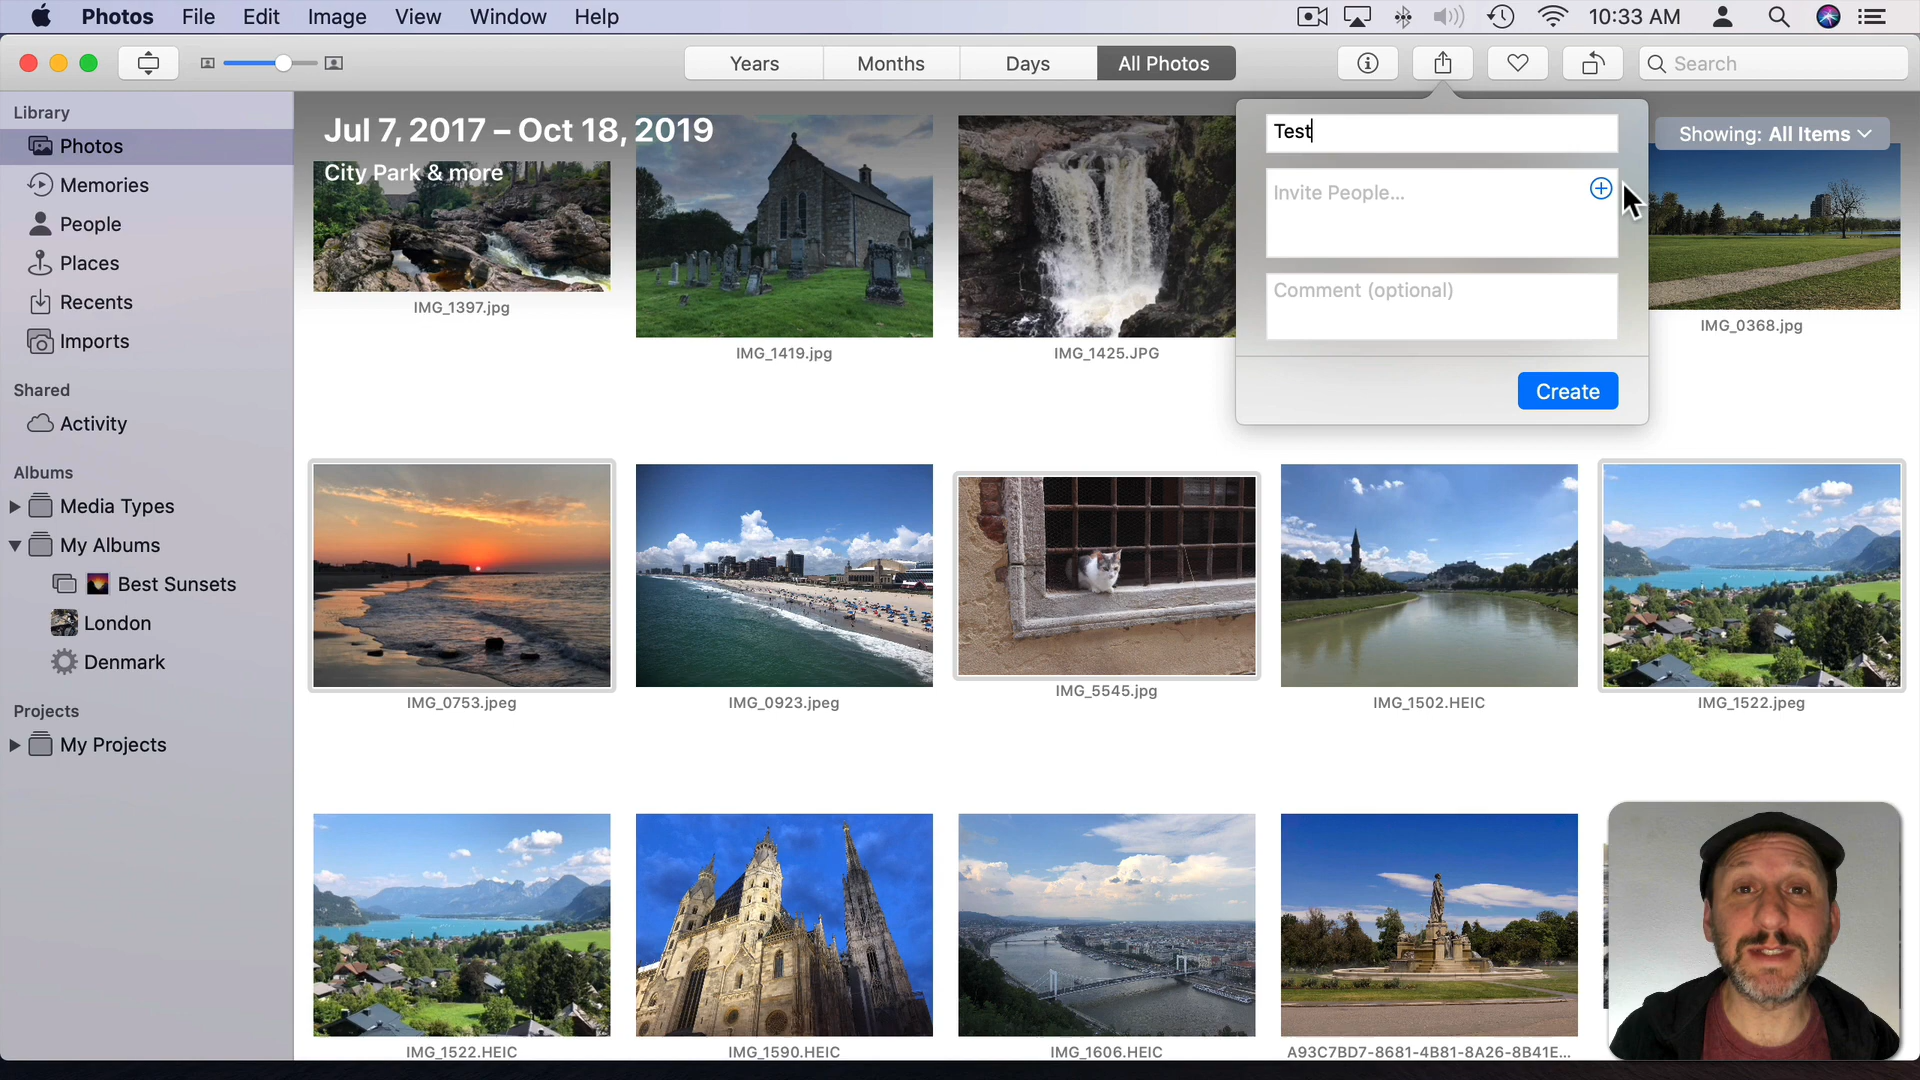 Photos File Edit Image View Window Help 10:33 AM
Years Months Days All Photos Search
Library
Photos
Memories
People
Places
Recents
Imports
Shared
Activity
Albums
Media Types
My Albums
Best Sunsets
London
Denmark
Projects
My Projects
Jul 7, 2017 – Oct 18, 2019
City Park & more
Showing: All Items
Test
Invite People...
Comment (optional)
Create
IMG_1397.jpg
IMG_1419.jpg
IMG_1425.JPG
IMG_0368.jpg
IMG_0753.jpeg
IMG_0923.jpeg
IMG_5545.jpg
IMG_1502.HEIC
IMG_1522.jpeg
IMG_1522.HEIC
IMG_1590.HEIC
IMG_1606.HEIC
A93C7BD7-8681-4B81-8A26-8B41E...